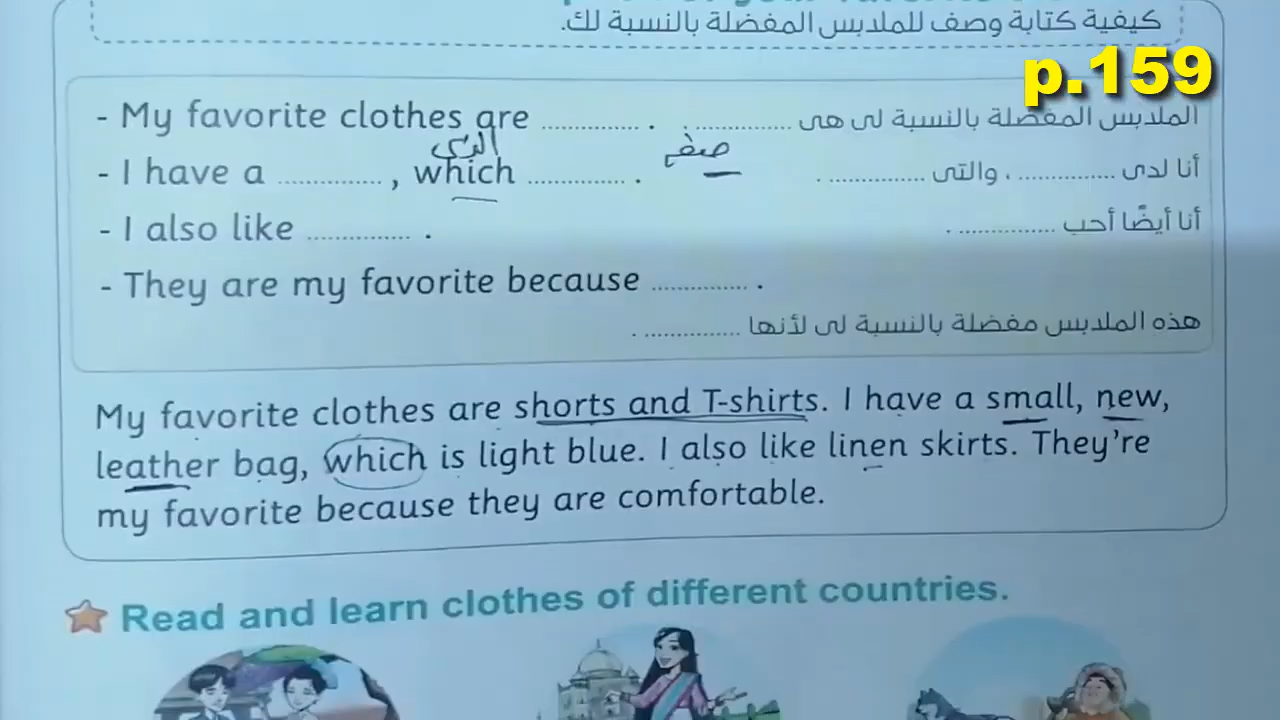 كيفية كتابة وصف للملابس المفضلة بالنسبة لك.
p.159
- My favorite clothes are .............. . الملابس المفضلة بالنسبة لى هى .............. .
- I have a .............. , which .............. . أنا لدى .............. ، والتى .............. .
- I also like .............. . أنا أيضًا أحب .............. .
- They are my favorite because .............. .
هذه الملابس مفضلة بالنسبة لى لأنها .............. .
My favorite clothes are shorts and T-shirts. I have a small, new,
leather bag, which is light blue. I also like linen skirts. They're
my favorite because they are comfortable.
Read and learn clothes of different countries.